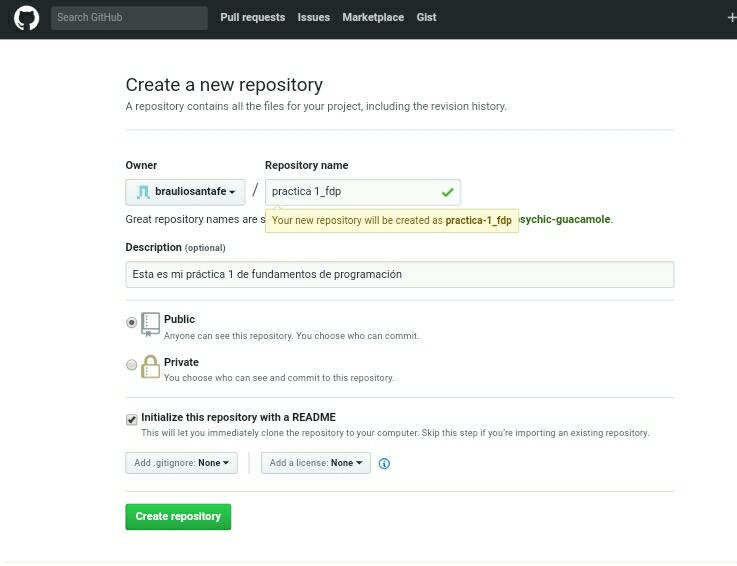 Search GitHub Pull requests Issues Marketplace Gist +
Create a new repository
A repository contains all the files for your project, including the revision history.
Owner Repository name
brauliosantafe / practica 1_fdp
Great repository names are s sychic-guacamole.
Your new repository will be created as practica-1_fdp
Description (optional)
Esta es mi práctica 1 de fundamentos de programación
Public
Anyone can see this repository. You choose who can commit.
Private
You choose who can see and commit to this repository.
Initialize this repository with a README
This will let you immediately clone the repository to your computer. Skip this step if you're importing an existing repository.
Add .gitignore: None Add a license: None
Create repository